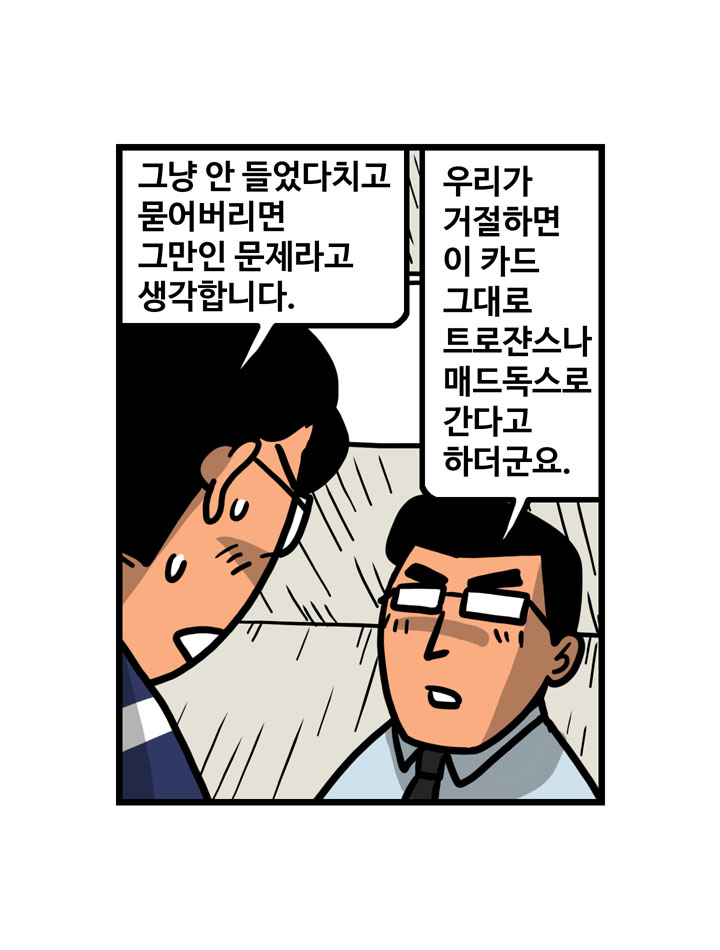 그냥 안 들었다치고
묻어버리면
그만인 문제라고
생각합니다.
우리가
거절하면
이 카드
그대로
트로쟌스나
매드독스로
간다고
하더군요.